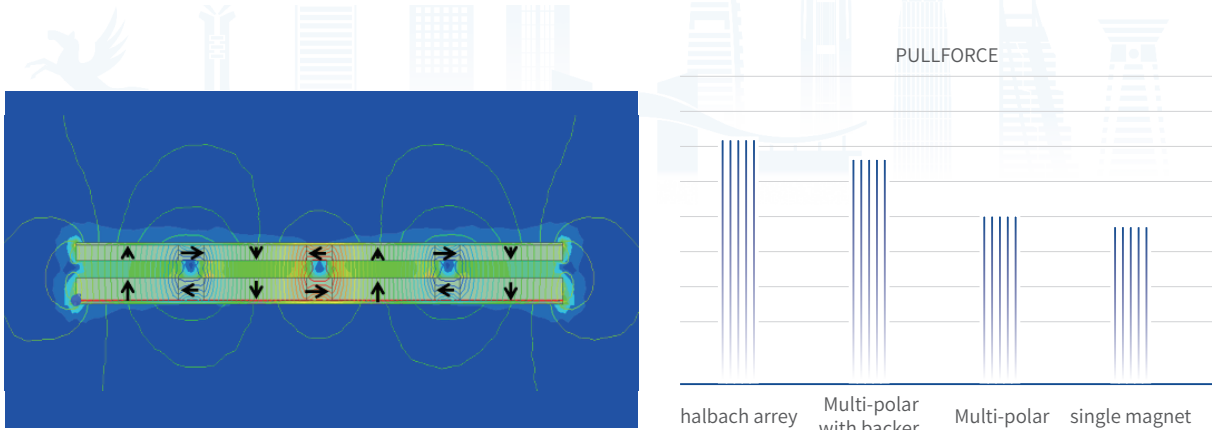 PULLFORCE
halbach arrey
Multi-polar
with backer
Multi-polar
single magnet